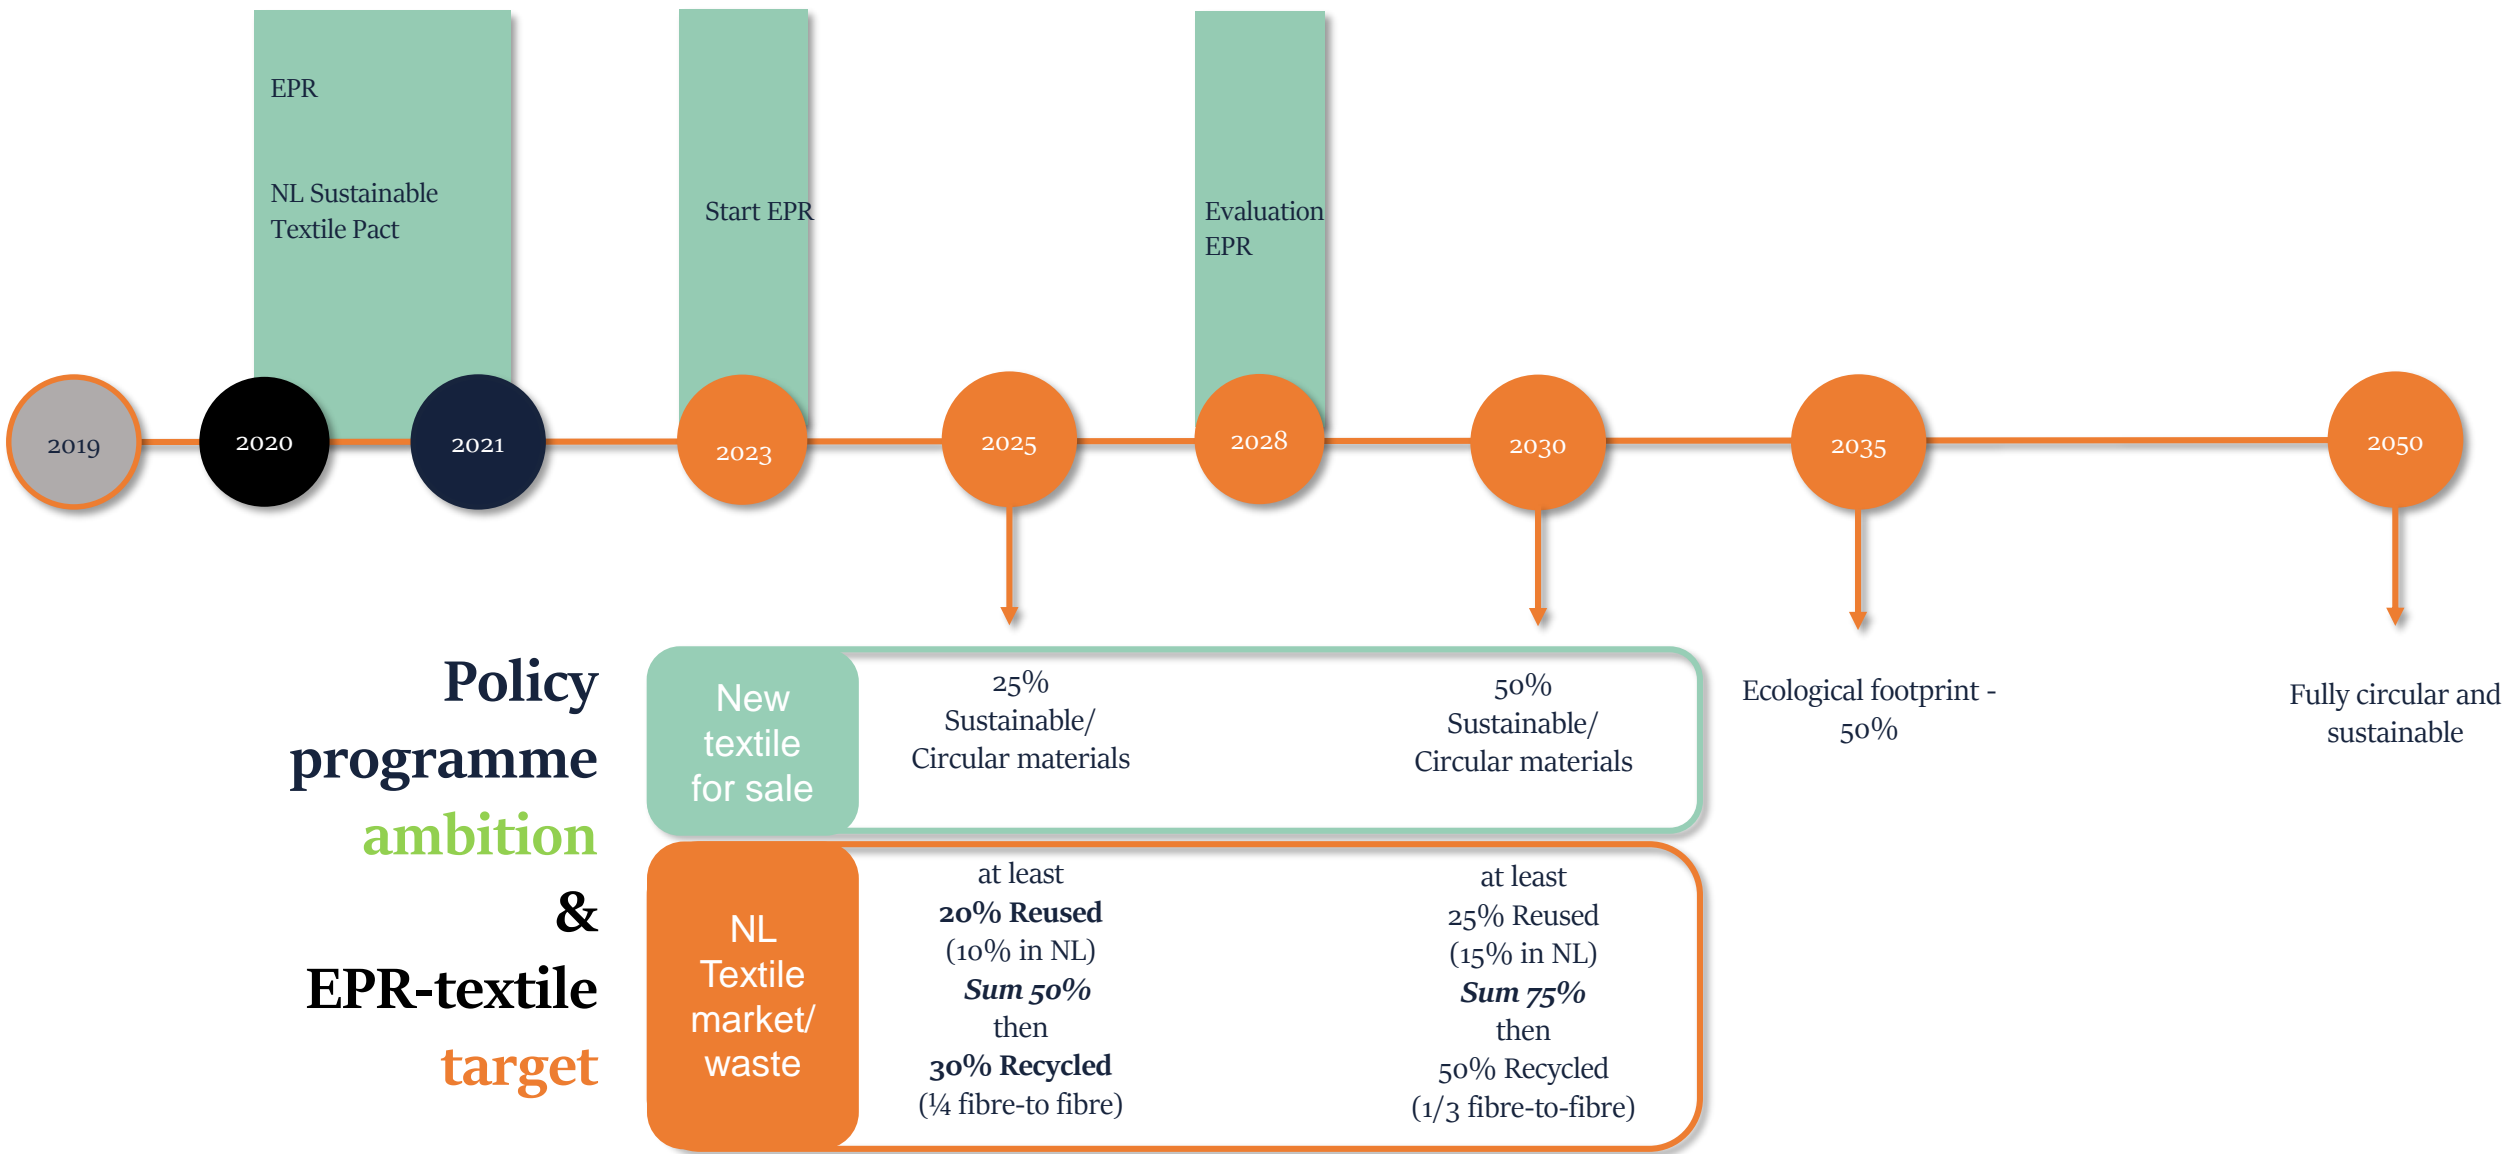 EPR
NL Sustainable
Textile Pact
Start EPR
Evaluation
EPR
2019
2020
2021
2023
2025
2028
2030
2035
2050
Policy
programme
ambition
&
EPR-textile
target
New
textile
for sale
25%
Sustainable/
Circular materials
50%
Sustainable/
Circular materials
Ecological footprint -
50%
Fully circular and
sustainable
NL
Textile
market/
waste
at least
20% Reused
(10% in NL)
Sum 50%
then
30% Recycled
(¼ fibre-to fibre)
at least
25% Reused
(15% in NL)
Sum 75%
then
50% Recycled
(1/3 fibre-to-fibre)